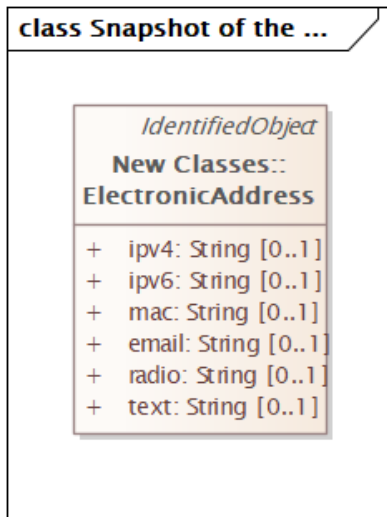 class Snapshot of the ...
IdentifiedObject
New Classes::
ElectronicAddress
+ ipv4: String [0..1]
+ ipv6: String [0..1]
+ mac: String [0..1]
+ email: String [0..1]
+ radio: String [0..1]
+ text: String [0..1]